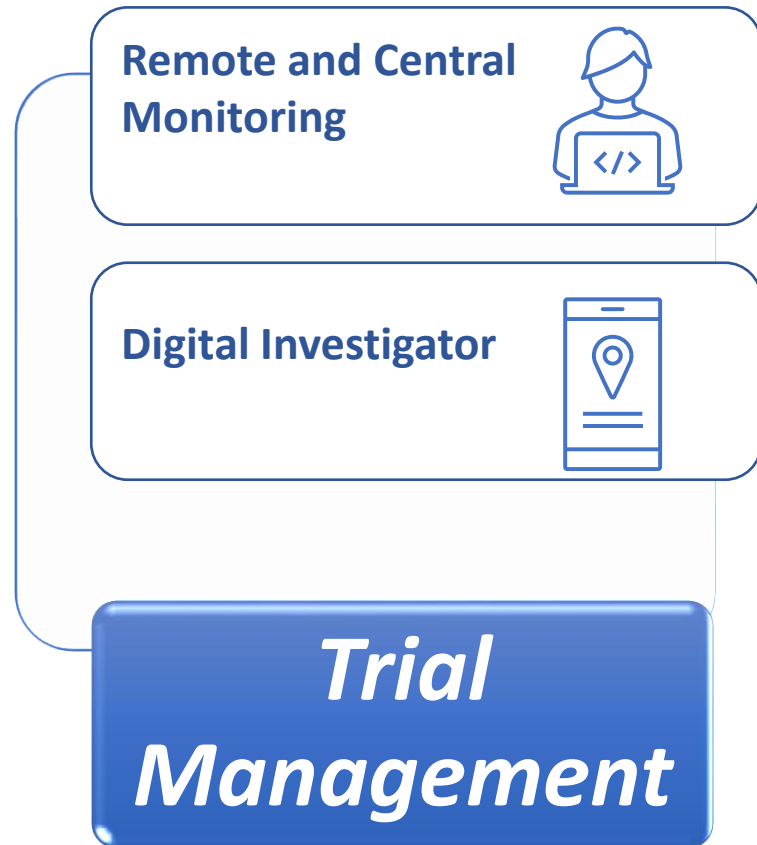 Remote and Central
Monitoring
</>
Digital Investigator
Trial
Management